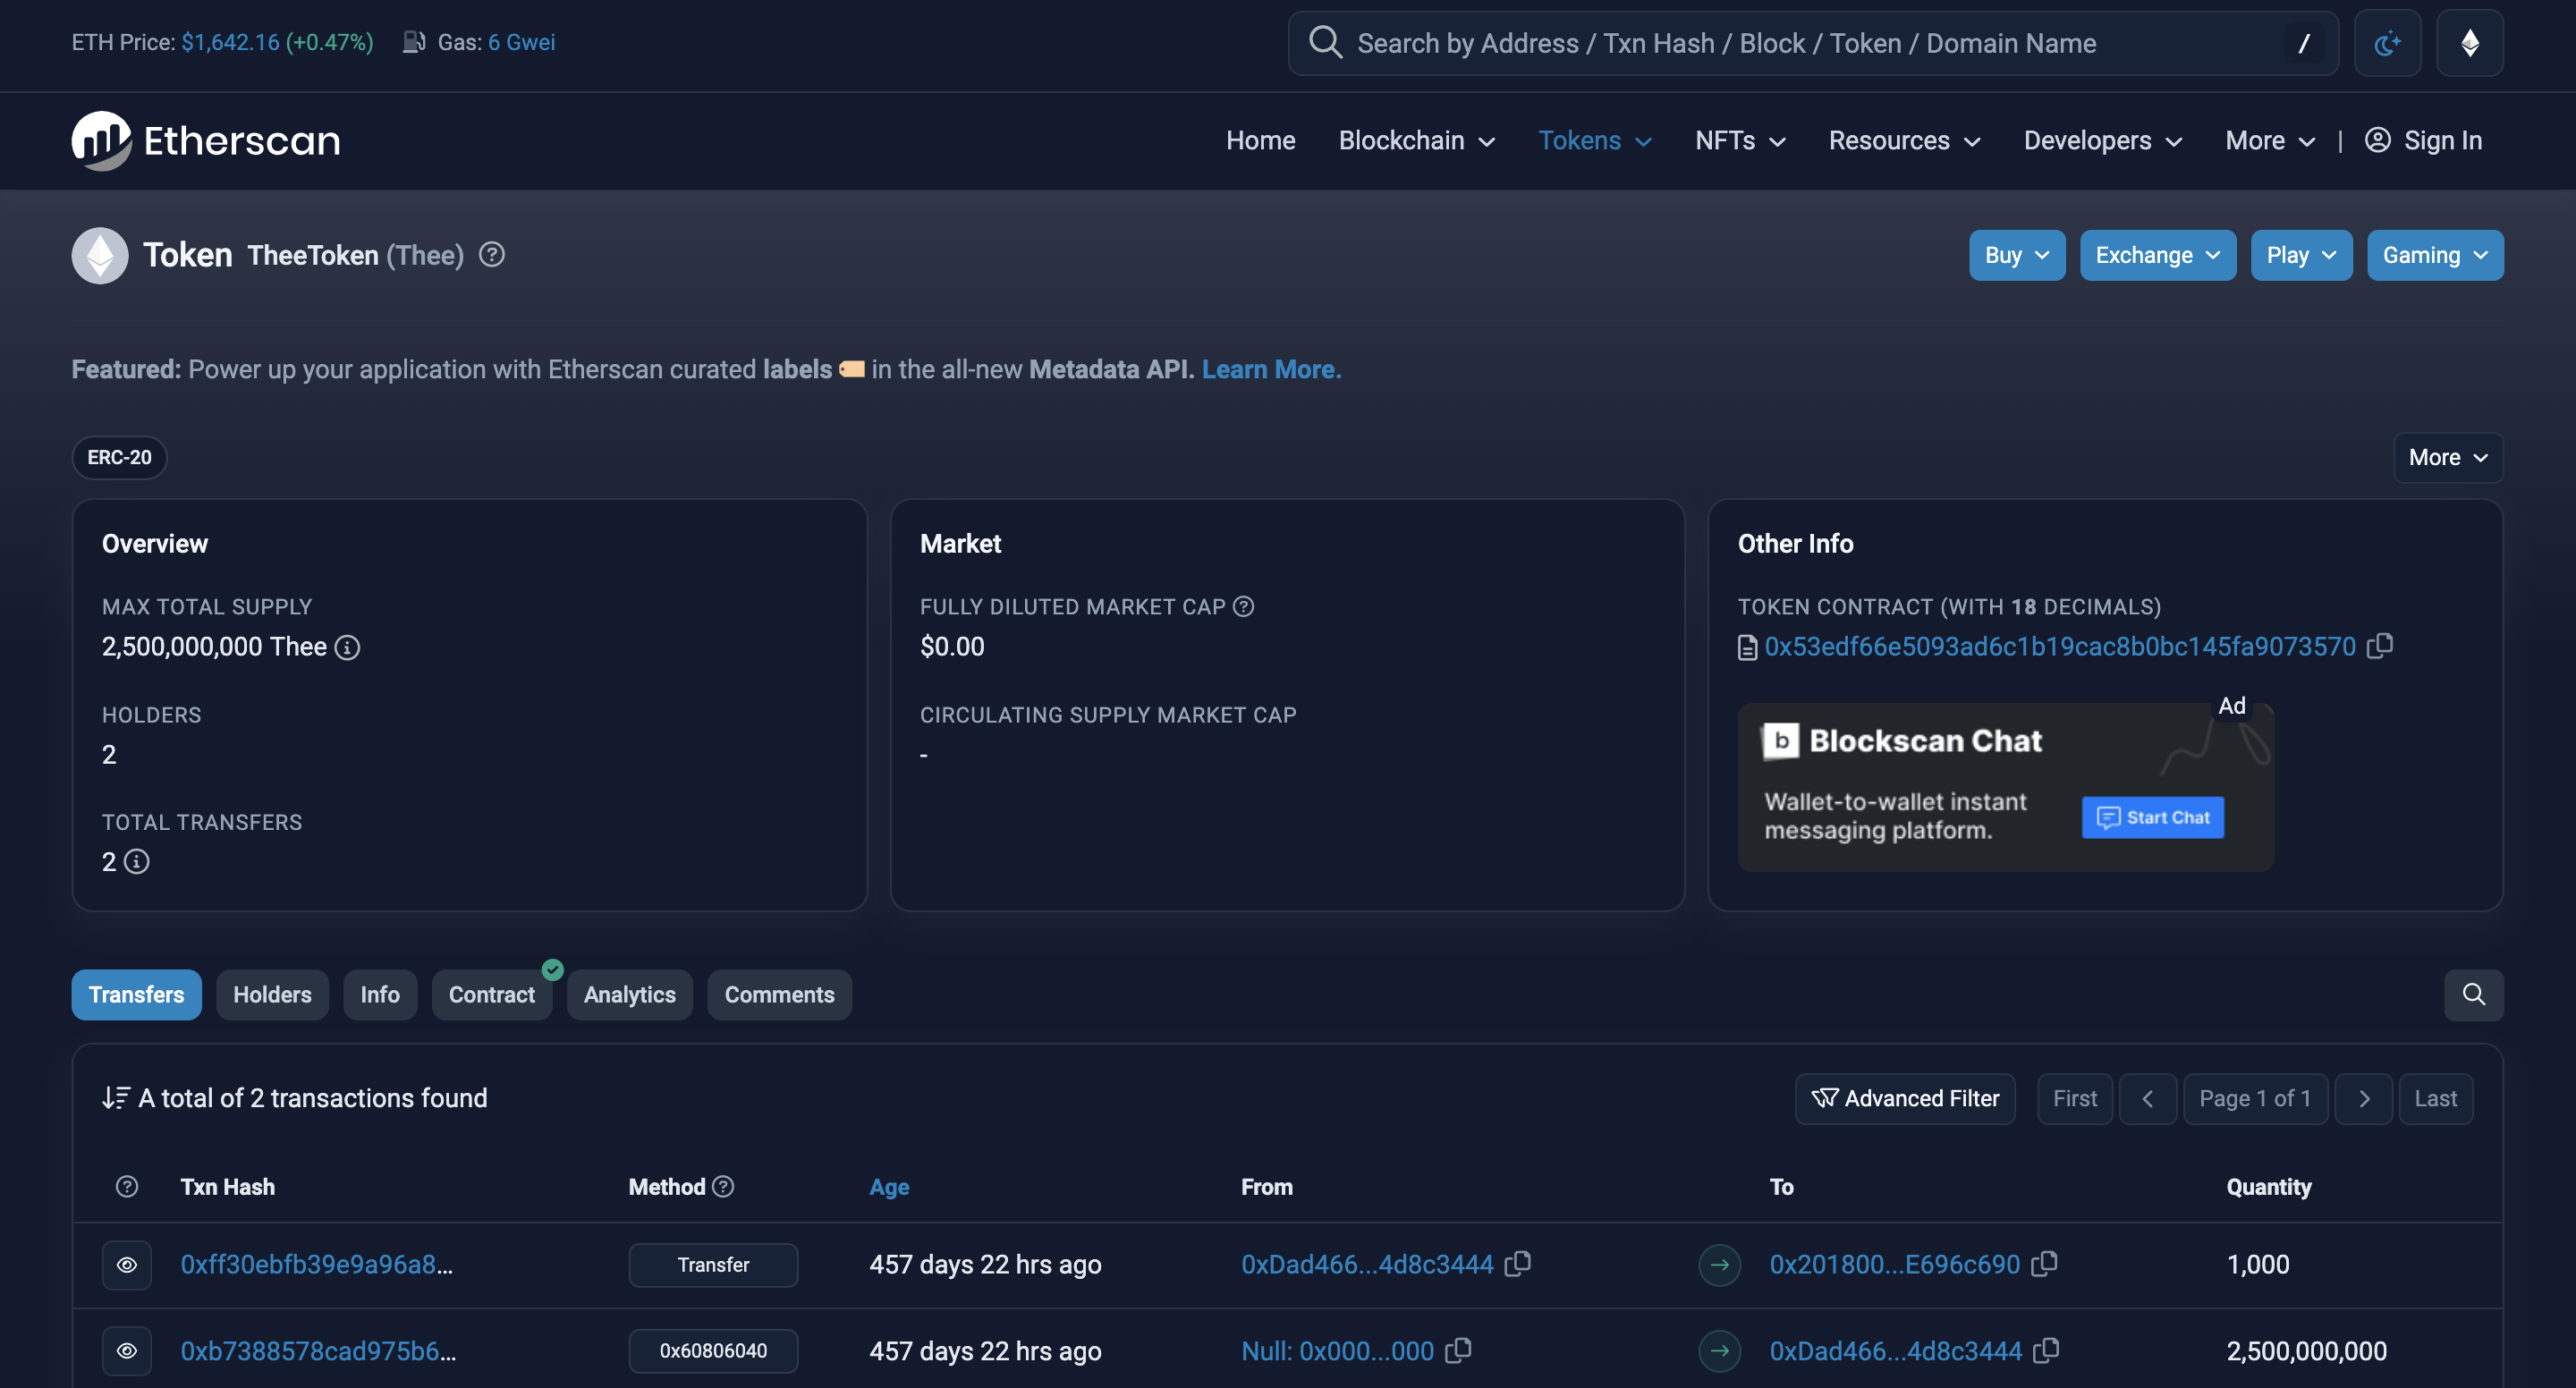 ETH Price: $1,642.16 (+0.47%) Gas: 6 Gwei
Search by Address / Txn Hash / Block / Token / Domain Name /
Etherscan
Home Blockchain Tokens NFTs Resources Developers More | Sign In
Token TheeToken (Thee)
Buy Exchange Play Gaming
Featured: Power up your application with Etherscan curated labels in the all-new Metadata API. Learn More.
ERC-20
More
Overview
MAX TOTAL SUPPLY
2,500,000,000 Thee
HOLDERS
2
TOTAL TRANSFERS
2
Market
FULLY DILUTED MARKET CAP
$0.00
CIRCULATING SUPPLY MARKET CAP
-
Other Info
TOKEN CONTRACT (WITH 18 DECIMALS)
0x53edf66e5093ad6c1b19cac8b0bc145fa9073570
Ad
b Blockscan Chat
Wallet-to-wallet instant
messaging platform.
Start Chat
Transfers Holders Info Contract Analytics Comments
A total of 2 transactions found
Advanced Filter First Page 1 of 1 Last
Txn Hash Method Age From To Quantity
0xff30ebfb39e9a96a8... Transfer 457 days 22 hrs ago 0xDad466...4d8c3444 0x201800...E696c690 1,000
0xb7388578cad975b6... 0x60806040 457 days 22 hrs ago Null: 0x000...000 0xDad466...4d8c3444 2,500,000,000